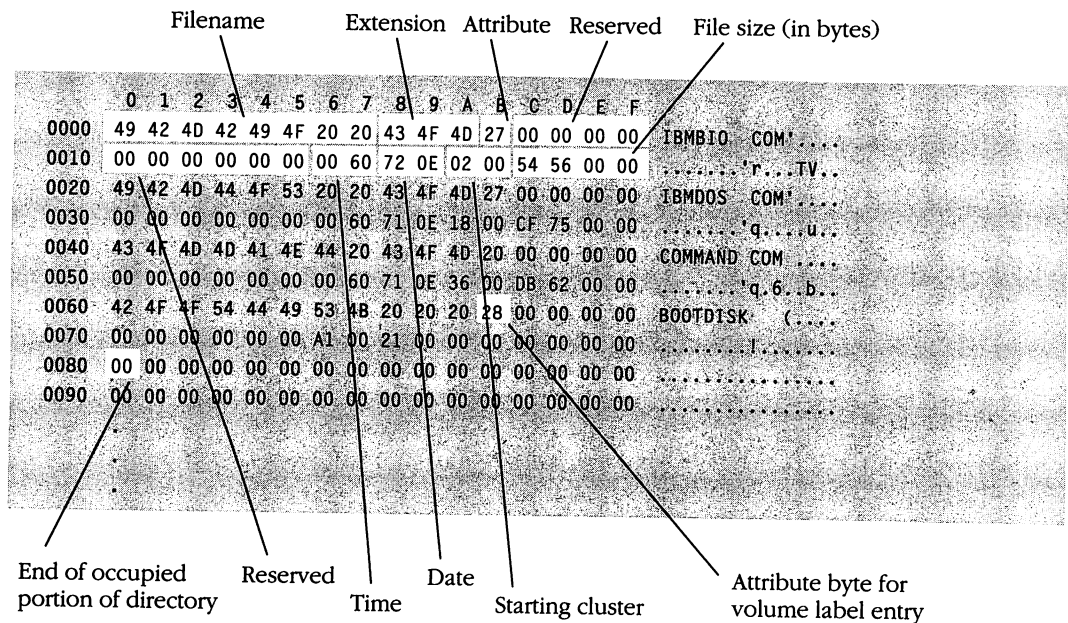 Filename Extension Attribute Reserved File size (in bytes)
0 1 2 3 4 5 6 7 8 9 A B C D E F
0000 49 42 4D 42 49 4F 20 20 43 4F 4D 27 00 00 00 00 IBMBIO COM'....
0010 00 00 00 00 00 00 00 60 72 0E 02 00 54 56 00 00 .......'r...TV..
0020 49 42 4D 44 4F 53 20 20 43 4F 4D 27 00 00 00 00 IBMDOS COM'....
0030 00 00 00 00 00 00 00 60 71 0E 18 00 CF 75 00 00 .......'q....u..
0040 43 4F 4D 4D 41 4E 44 20 43 4F 4D 20 00 00 00 00 COMMAND COM ....
0050 00 00 00 00 00 00 00 60 71 0E 36 00 DB 62 00 00 .......'q.6..b..
0060 42 4F 4F 54 44 49 53 4B 20 20 20 28 00 00 00 00 BOOTDISK (....
0070 00 00 00 00 00 00 A1 00 21 00 00 00 00 00 00 00 ........!.......
0080 00 00 00 00 00 00 00 00 00 00 00 00 00 00 00 00 ................
0090 00 00 00 00 00 00 00 00 00 00 00 00 00 00 00 00 ................
.
.
.
End of occupied
portion of directory
Reserved
Time
Date
Starting cluster
Attribute byte for
volume label entry